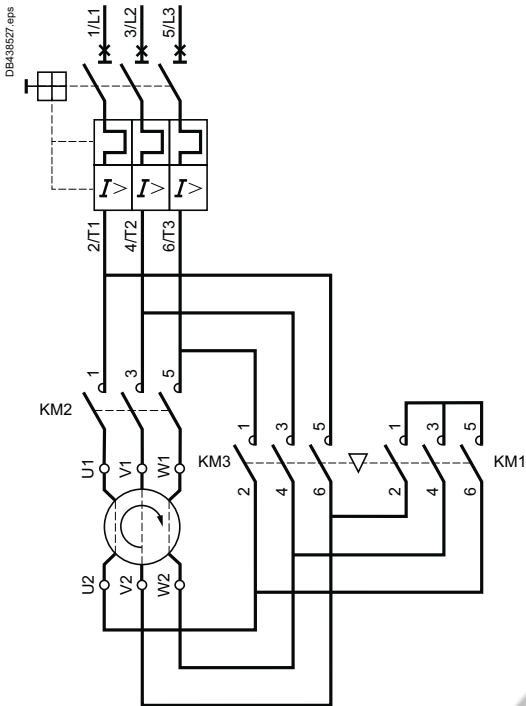 DB438527.eps
1/L1 3/L2 5/L3
I> I> I>
2/T1 4/T2 6/T3
1 3 5
KM2
1 3 5
1 3 5
KM3
KM1
2 4 6
2 4 6
U1 V1 W1
U2 V2 W2